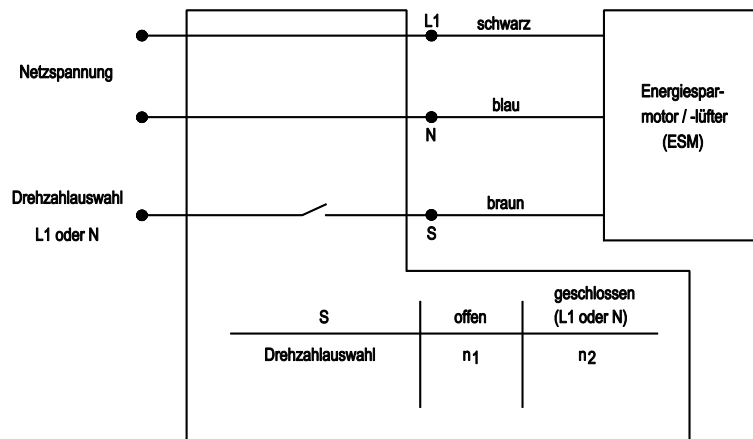 L1
schwarz
Netzspannung
blau
N
Energiespar-
motor / -lüfter
(ESM)
Drehzahlauswahl
L1 oder N
braun
S
S
offen
geschlossen
(L1 oder N)
Drehzahlauswahl
n1
n2